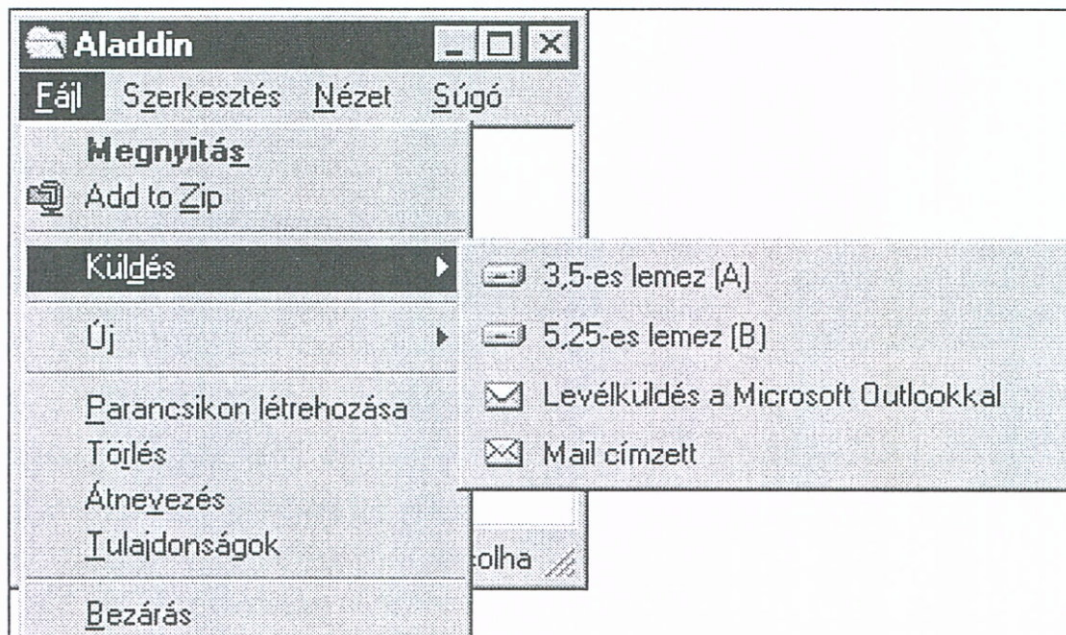 Aladdin
Fájl Szerkesztés Nézet Súgó
Megnyitás
Add to Zip
Küldés
Új
Parancsikon létrehozása
Törlés
Átnevezés
Tulajdonságok
Bezárás
3,5-es lemez (A)
5,25-es lemez (B)
Levélküldés a Microsoft Outlookkal
Mail címzett
colha